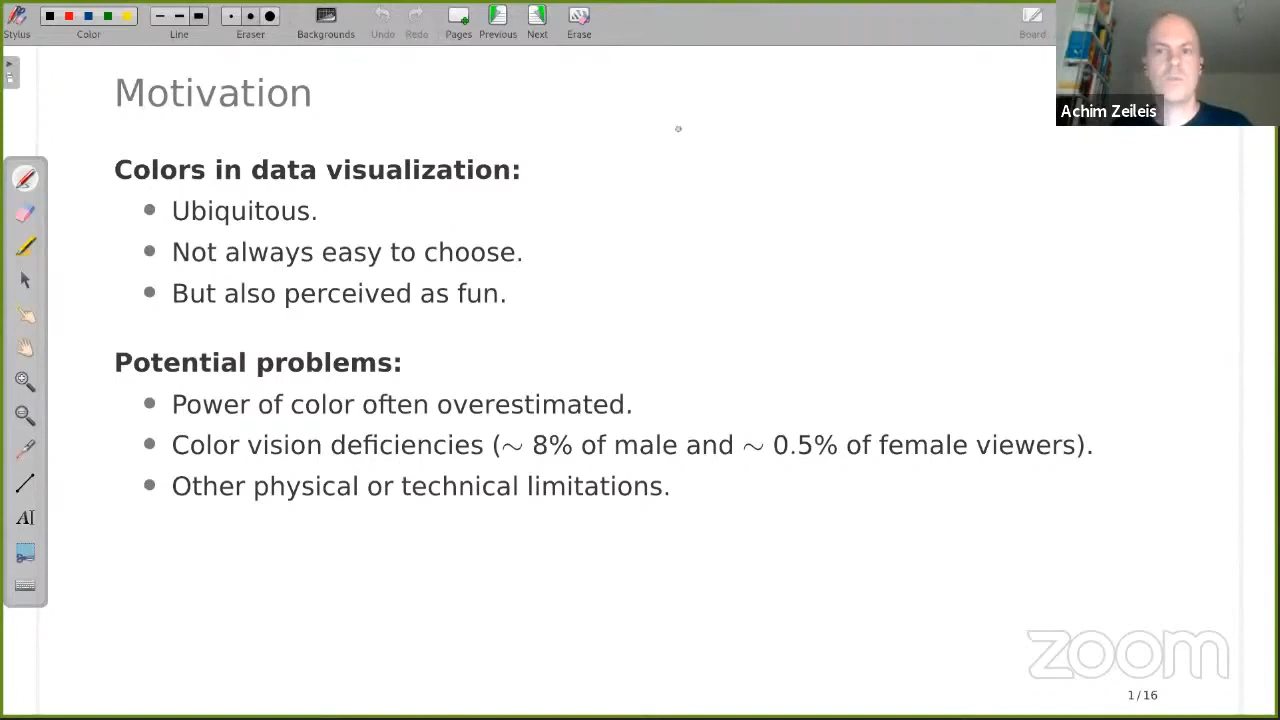 Stylus
Color
Line
Eraser
Backgrounds
Undo
Redo
Pages
Previous
Next
Erase
Board
Achim Zeileis
Motivation
Colors in data visualization:
Ubiquitous.
Not always easy to choose.
But also perceived as fun.
Potential problems:
Power of color often overestimated.
Color vision deficiencies (∼ 8% of male and ∼ 0.5% of female viewers).
Other physical or technical limitations.
AI
zoom
1 / 16